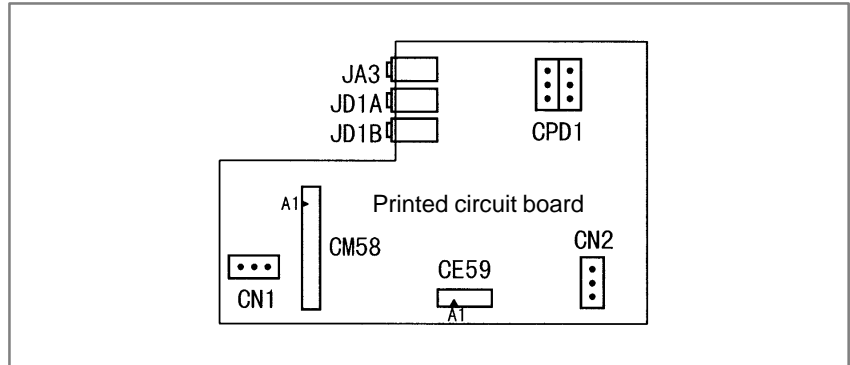 JA3
JD1A
JD1B
CPD1
A1
Printed circuit board
CM58
CN1
CE59
A1
CN2